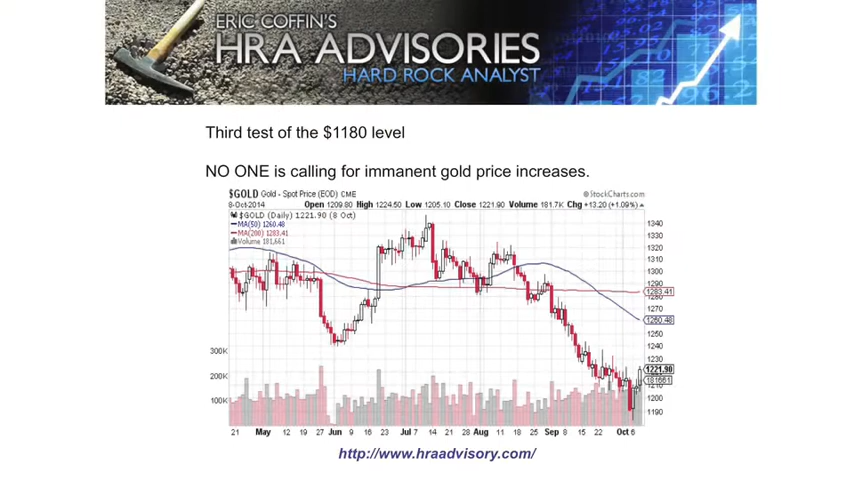 ERIC COFFIN'S
HRA ADVISORIES
HARD ROCK ANALYST
Third test of the $1180 level
NO ONE is calling for immanent gold price increases.
$GOLD Gold - Spot Price (EOD) CME
© StockCharts.com
8-Oct-2014
Open 1209.80 High 1224.50 Low 1205.10 Close 1221.90 Volume 181.7K Chg +13.20 (+1.09%)
$GOLD (Daily) 1221.90 (8 Oct)
MA(50) 1260.48
MA(200) 1283.41
Volume 181,661
1340
1330
1320
1310
1300
1290
1283.41
1280
1270
1260.48
1240
1230
1221.90
181661
1210
1200
1190
300K
200K
100K
21 May 12 19 27 Jun 9 16 23 Jul 7 14 21 28 Aug 11 18 25 Sep 8 15 22 Oct 6
http://www.hraadvisory.com/